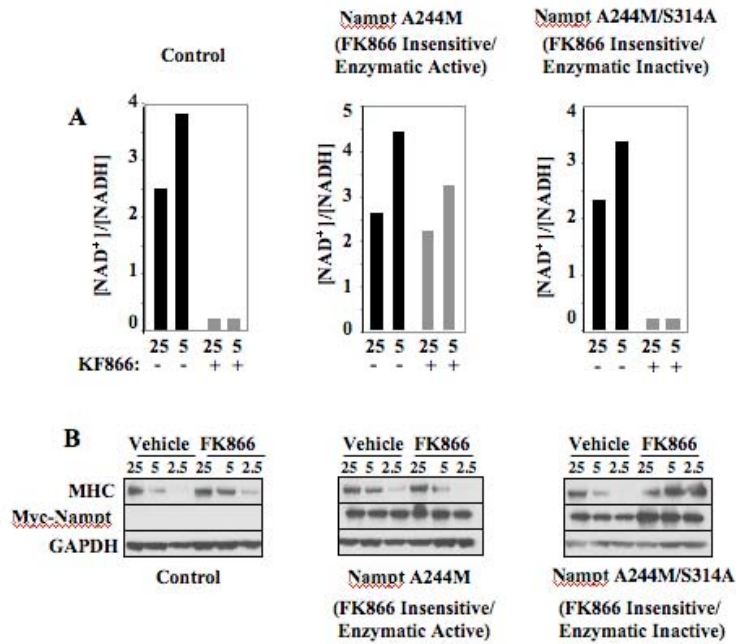 Control
Nampt A244M
(FK866 Insensitive/
Enzymatic Active)
Nampt A244M/S314A
(FK866 Insensitive/
Enzymatic Inactive)
A
[NAD+]/[NADH]
4
3
2
1
0
[NAD+]/[NADH]
5
4
3
2
1
0
[NAD+]/[NADH]
4
3
2
1
0
25 5 25 5
25 5 25 5
25 5 25 5
KF866: - - + +
- - + +
- - + +
B
Vehicle FK866
25 5 2.5 25 5 2.5
Vehicle FK866
25 5 2.5 25 5 2.5
Vehicle FK866
25 5 2.5 25 5 2.5
MHC
Myc-Nampt
GAPDH
Control
Nampt A244M
(FK866 Insensitive/
Enzymatic Active)
Nampt A244M/S314A
(FK866 Insensitive/
Enzymatic Inactive)